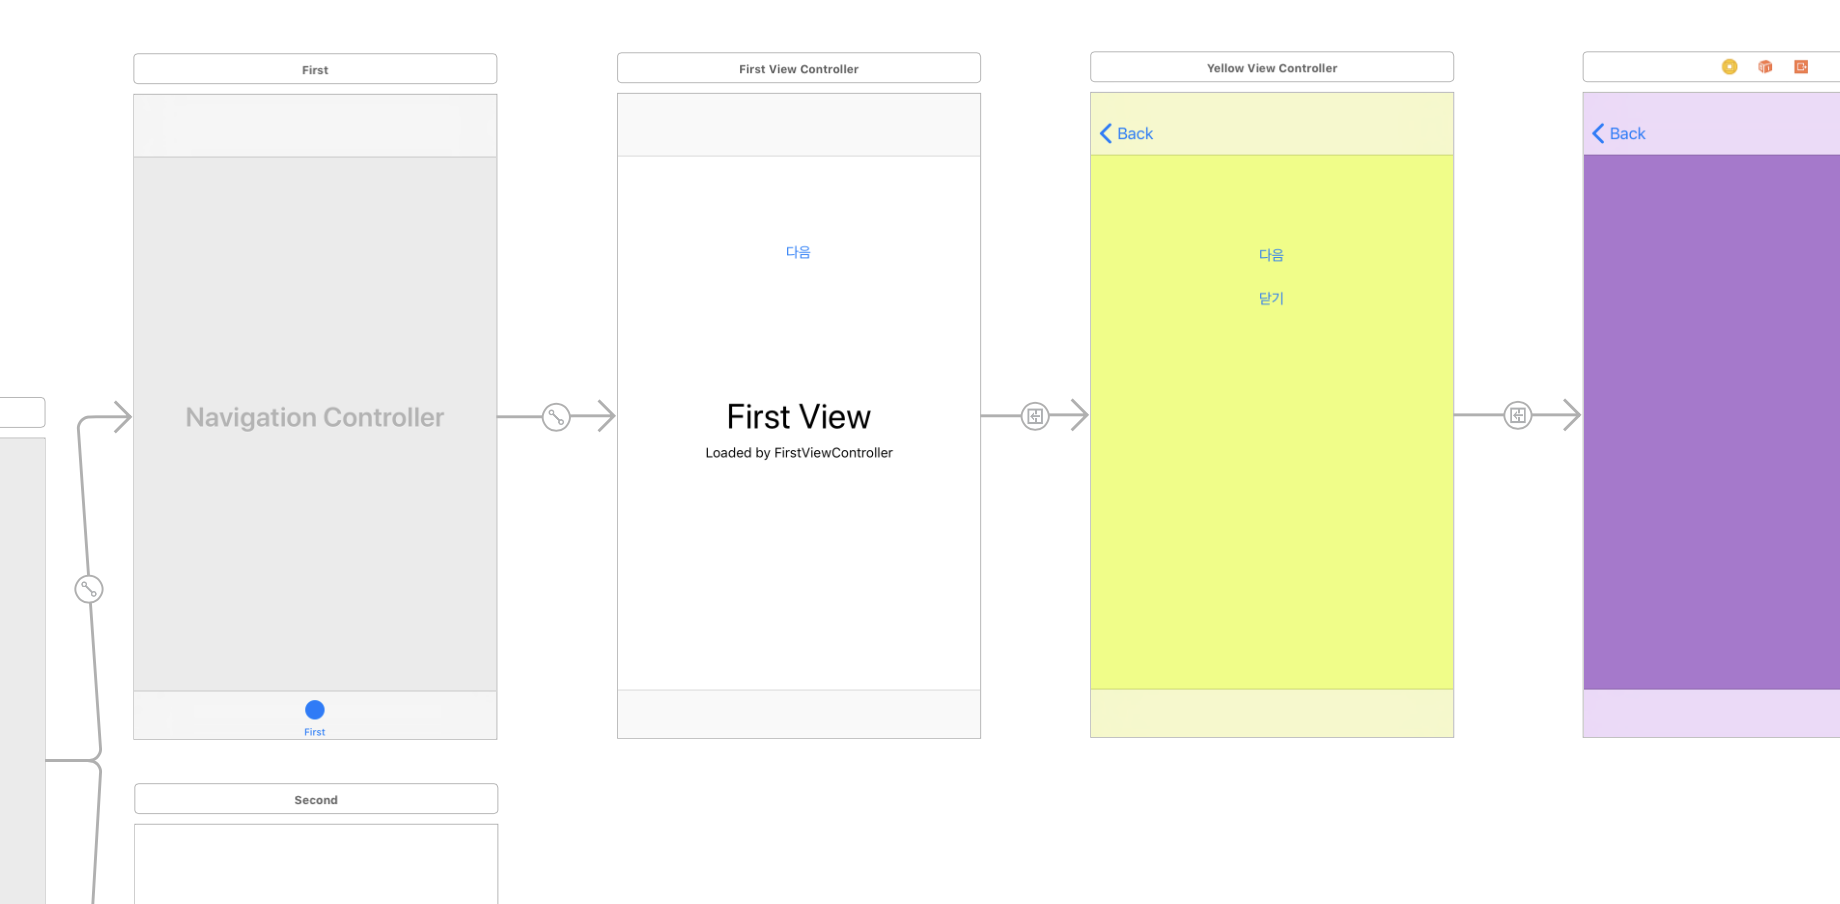 First
First View Controller
Yellow View Controller
Back
Back
다음
다음
닫기
Navigation Controller
First View
Loaded by FirstViewController
First
Second